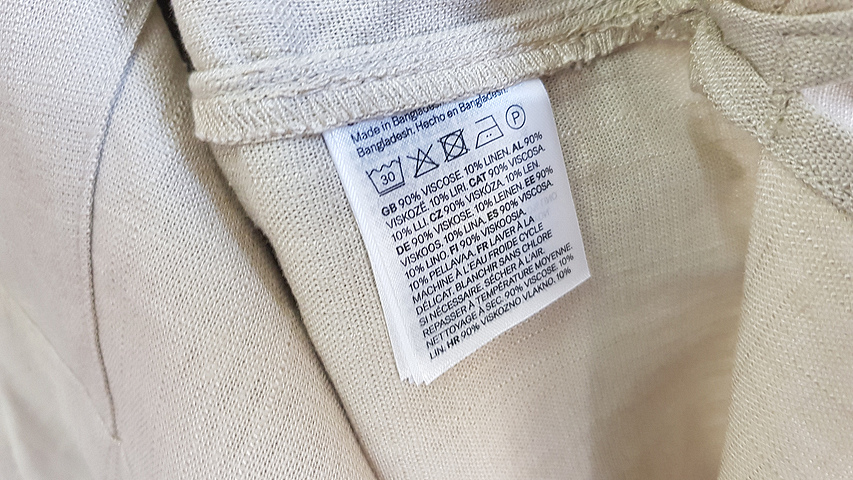 Made in Bangladesh.
Bangladesh. Hecho en Bangladesh.
30 P
GB 90% VISCOSE, 10% LINEN. AL 90%
VISKOZË, 10% LIRI. CAT 90% VISCOSA,
10% LLI. CZ 90% VISKÓZA, 10% LEN.
DE 90% VISKOSE, 10% LEINEN. EE 90%
VISKOOS, 10% LINA. ES 90% VISCOSA,
10% LINO. FI 90% VISKOOSIA,
10% PELLAVAA. FR LAVER À LA
MACHINE À L'EAU FROIDE CYCLE
DÉLICAT. BLANCHIR SANS CHLORE
SI NÉCESSAIRE. SÉCHER À L'AIR.
REPASSER À TEMPÉRATURE MOYENNE.
NETTOYAGE À SEC. 90% VISCOSE, 10%
LIN. HR 90% VISKOZNO VLAKNO, 10%